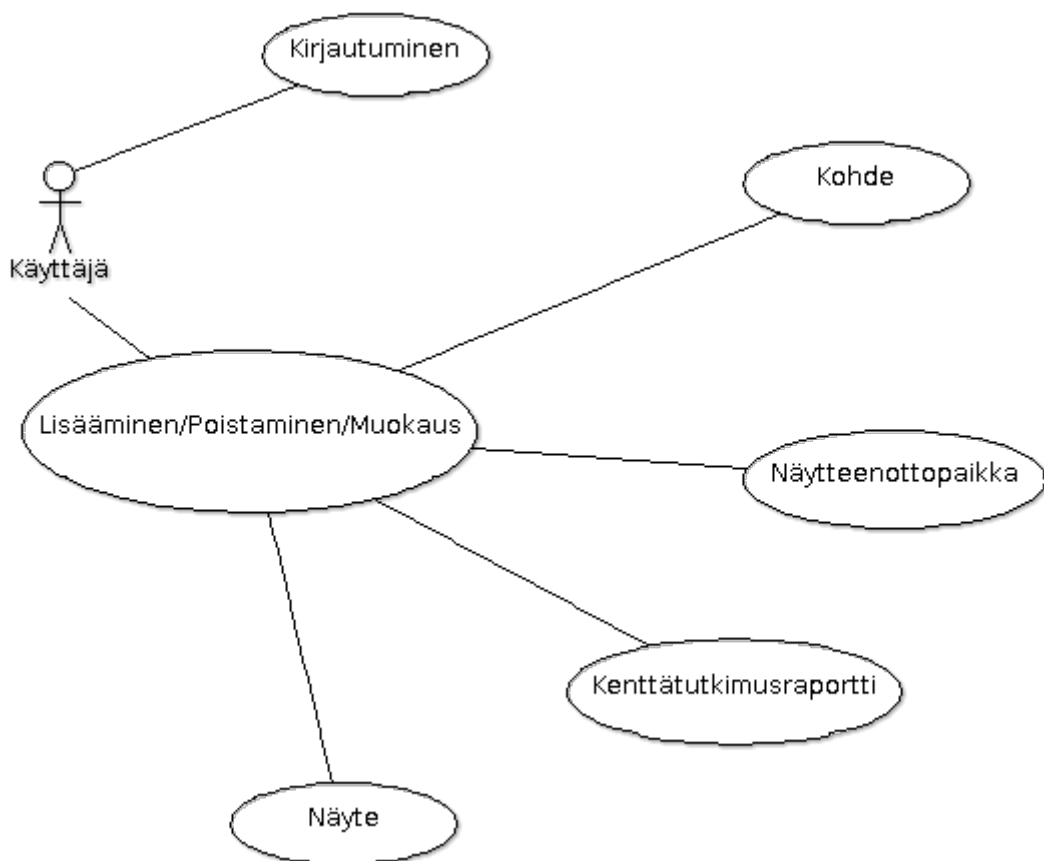 Kirjautuminen
Kohde
Käyttäjä
Lisääminen/Poistaminen/Muokaus
Näytteenottopaikka
Kenttätutkimusraportti
Näyte